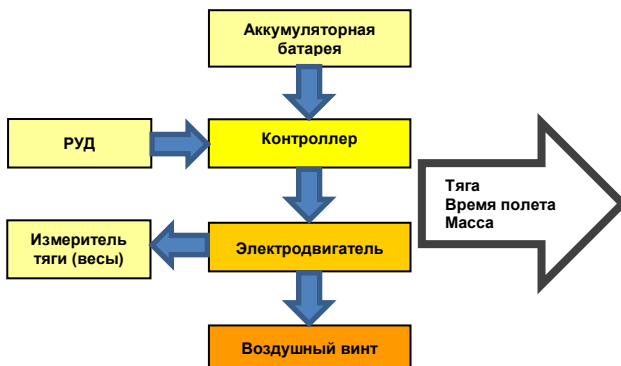 Аккумуляторная
батарея
РУД
Контроллер
Тяга
Время полета
Масса
Измеритель
тяги (весы)
Электродвигатель
Воздушный винт